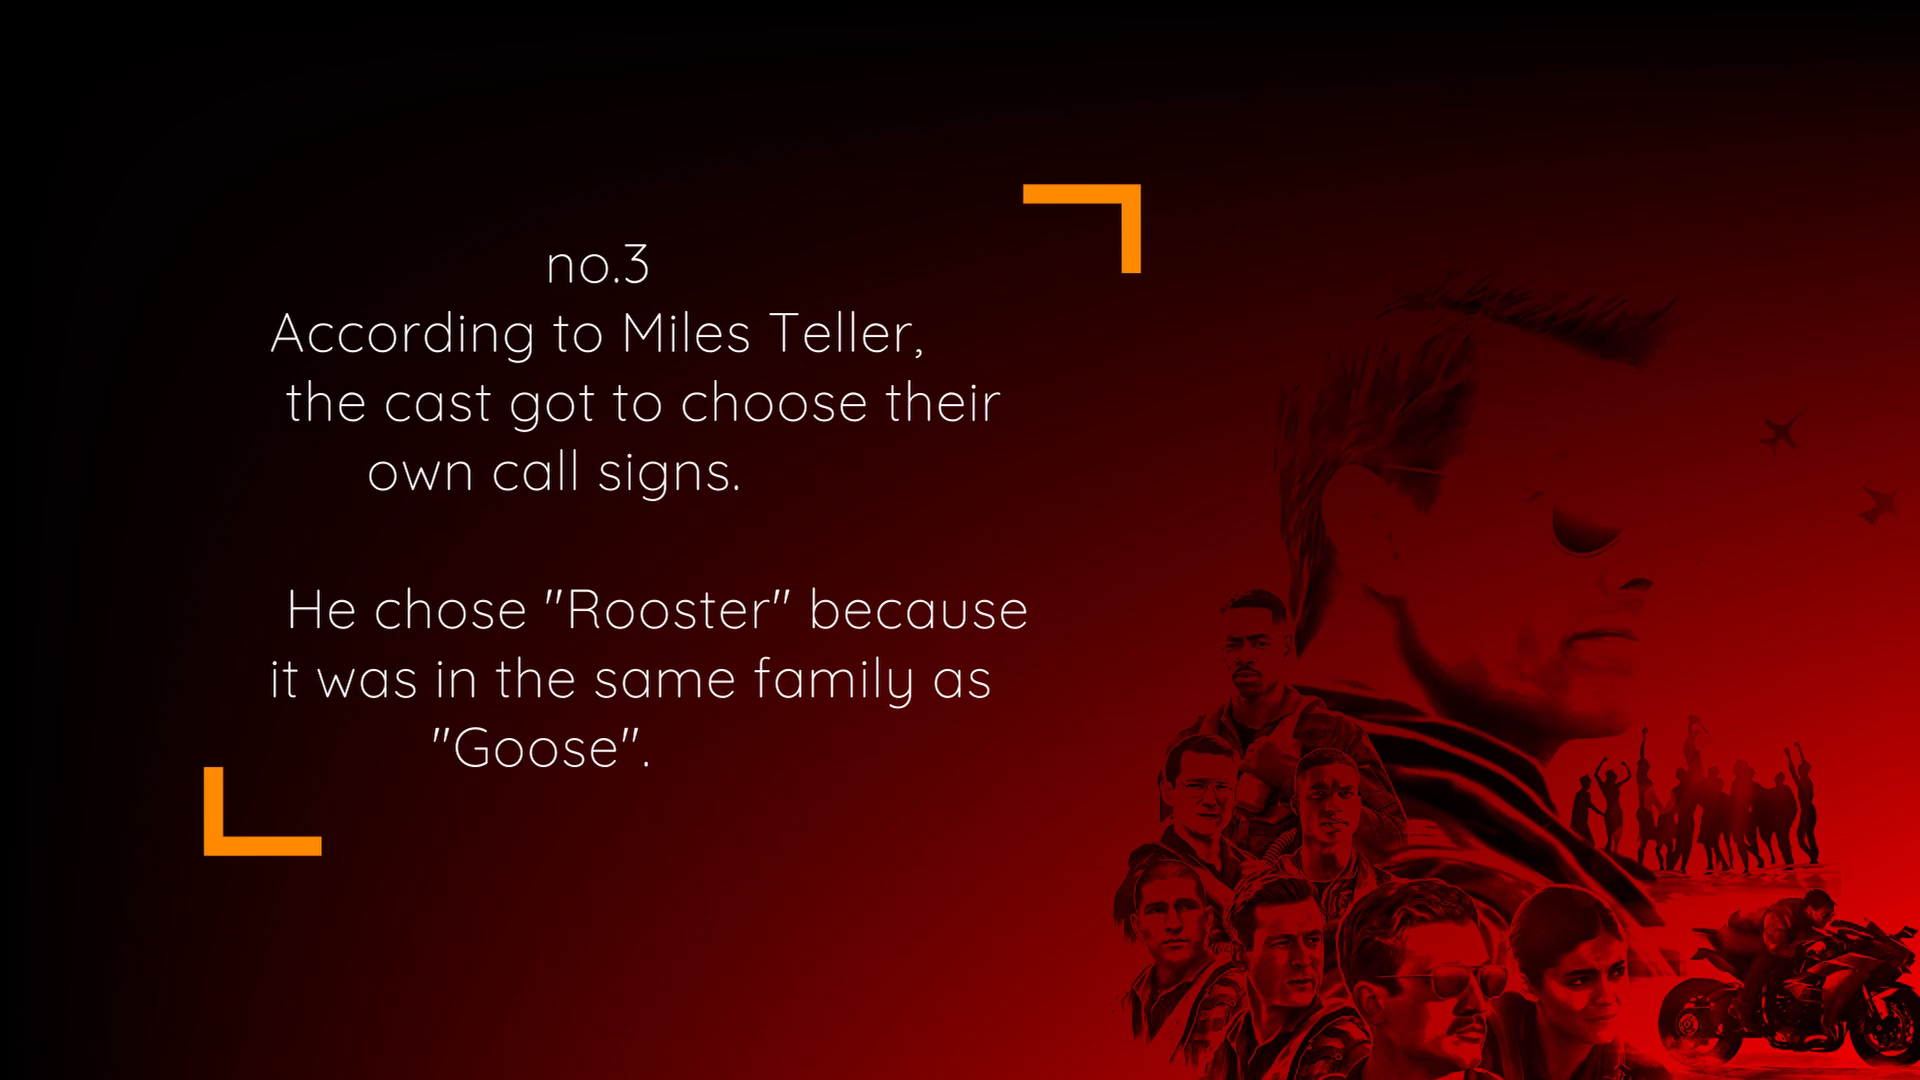 no.3
According to Miles Teller,
the cast got to choose their
own call signs.
He chose "Rooster" because
it was in the same family as
"Goose".